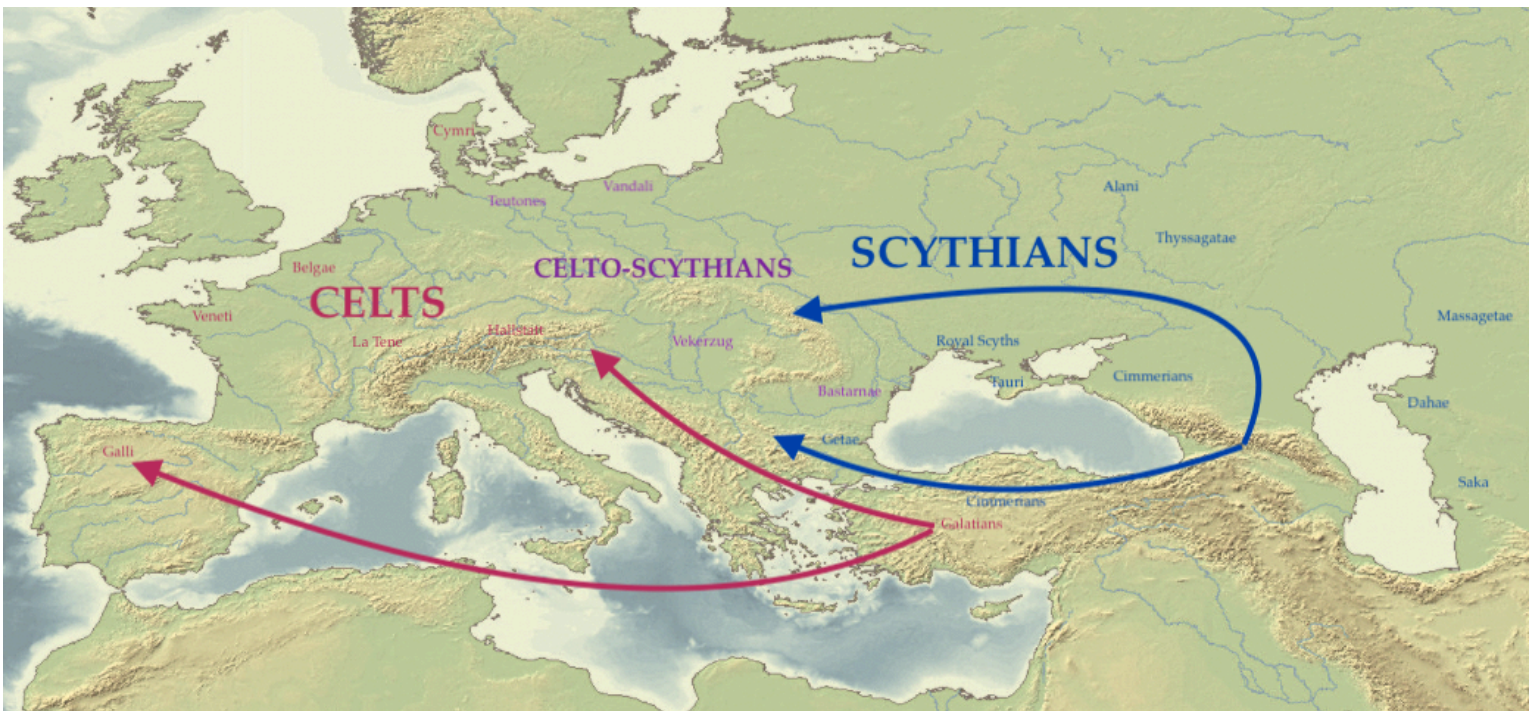 Cymri
Vandali
Alani
Teutones
Thyssagatae
SCYTHIANS
Belgae
CELTO-SCYTHIANS
CELTS
Veneti
Massagetae
Hallstatt
La Tene
Vekerzug
Royal Scyths
Tauri
Cimmerians
Bastarnae
Dahae
Getae
Galli
Saka
Cimmerians
Galatians